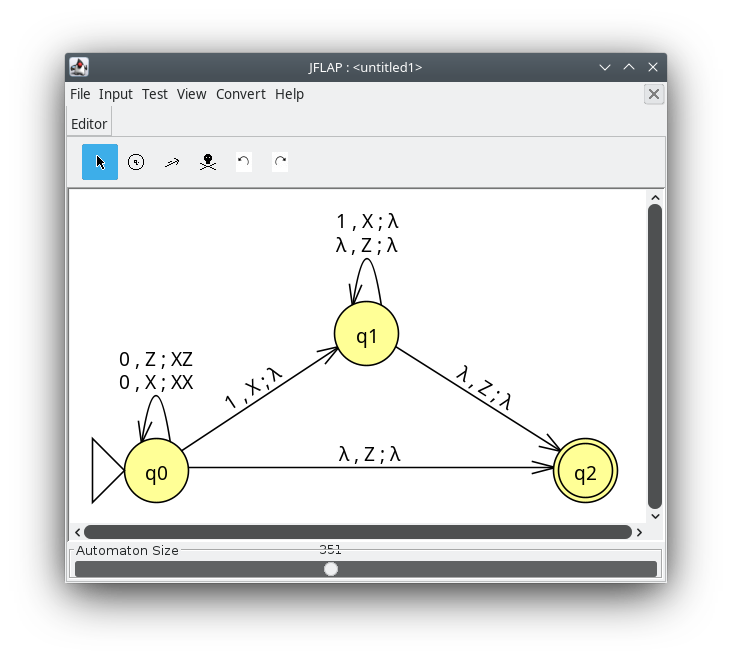 JFLAP : <untitled1>
File Input Test View Convert Help
Editor
1 , X ; λ
λ , Z ; λ
q1
0 , Z ; XZ
0 , X ; XX
1 , X ; λ
λ , Z ; λ
q0
λ , Z ; λ
q2
Automaton Size
351